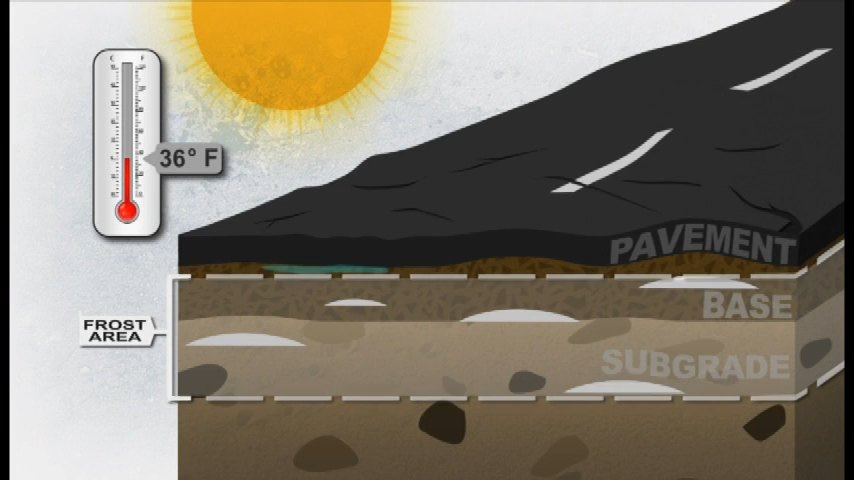 C F
36° F
PAVEMENT
BASE
FROST
AREA
SUBGRADE